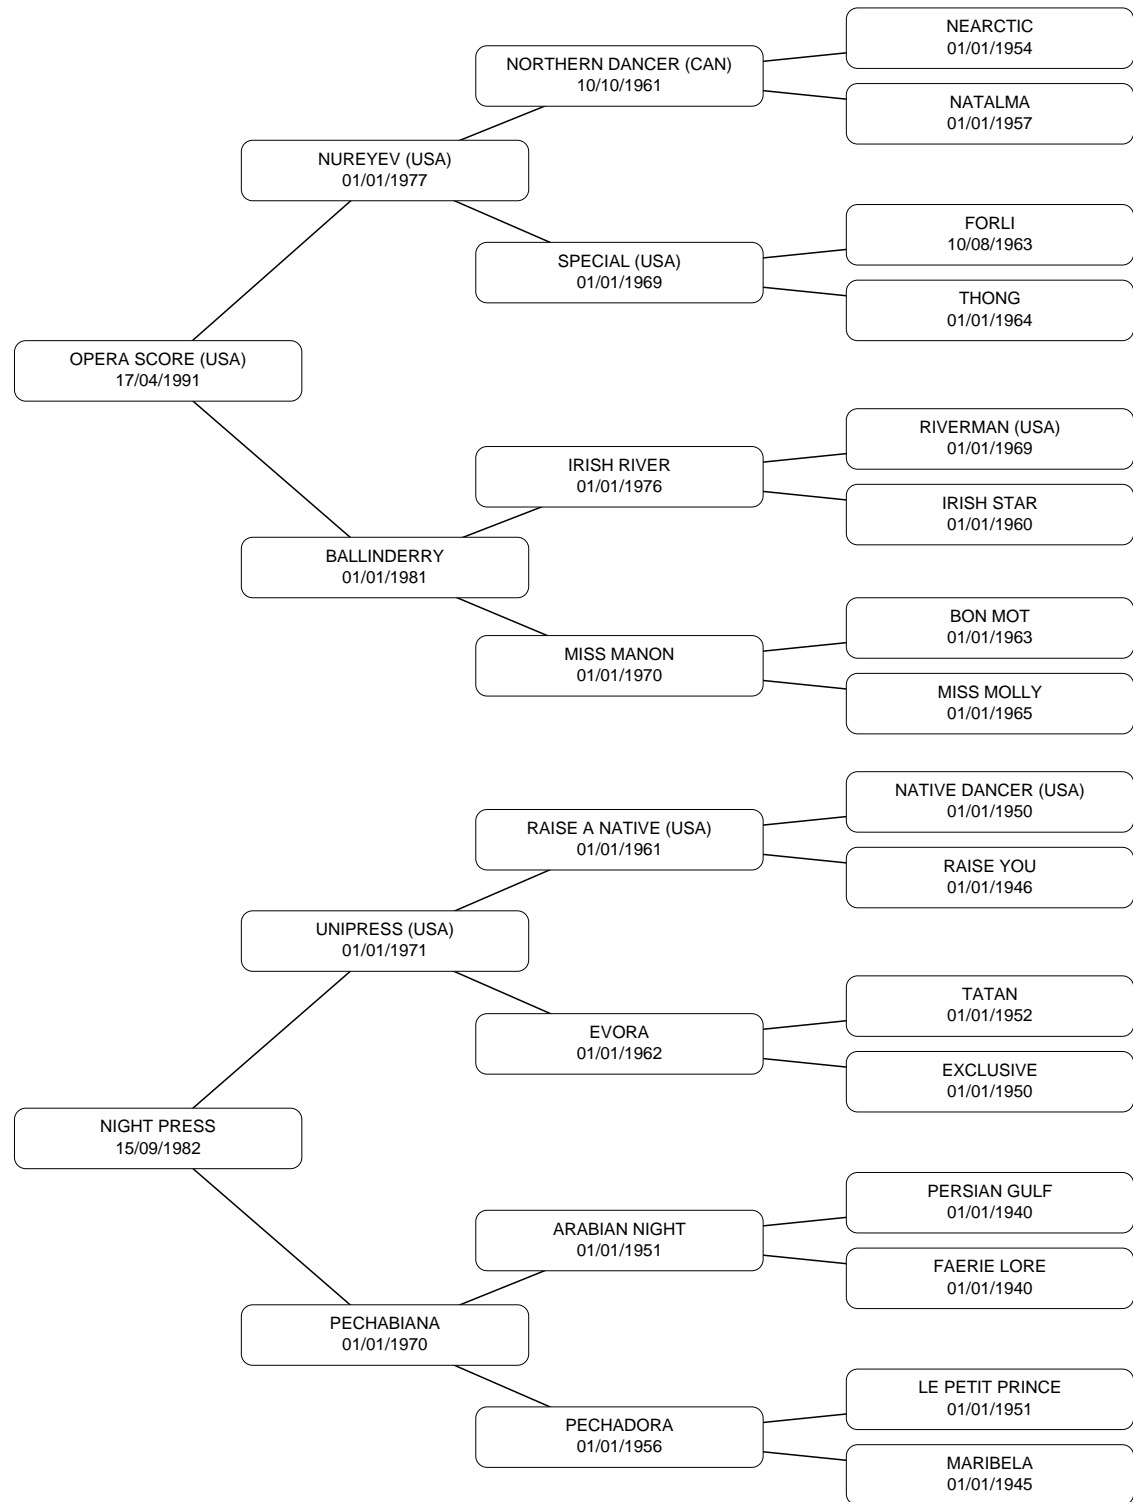 NEARCTIC
01/01/1954
NORTHERN DANCER (CAN)
10/10/1961
NATALMA
01/01/1957
NUREYEV (USA)
01/01/1977
FORLI
10/08/1963
SPECIAL (USA)
01/01/1969
THONG
01/01/1964
OPERA SCORE (USA)
17/04/1991
RIVERMAN (USA)
01/01/1969
IRISH RIVER
01/01/1976
IRISH STAR
01/01/1960
BALLINDERRY
01/01/1981
BON MOT
01/01/1963
MISS MANON
01/01/1970
MISS MOLLY
01/01/1965
NATIVE DANCER (USA)
01/01/1950
RAISE A NATIVE (USA)
01/01/1961
RAISE YOU
01/01/1946
UNIPRESS (USA)
01/01/1971
TATAN
01/01/1952
EVORA
01/01/1962
EXCLUSIVE
01/01/1950
NIGHT PRESS
15/09/1982
PERSIAN GULF
01/01/1940
ARABIAN NIGHT
01/01/1951
FAERIE LORE
01/01/1940
PECHABIANA
01/01/1970
LE PETIT PRINCE
01/01/1951
PECHADORA
01/01/1956
MARIBELA
01/01/1945